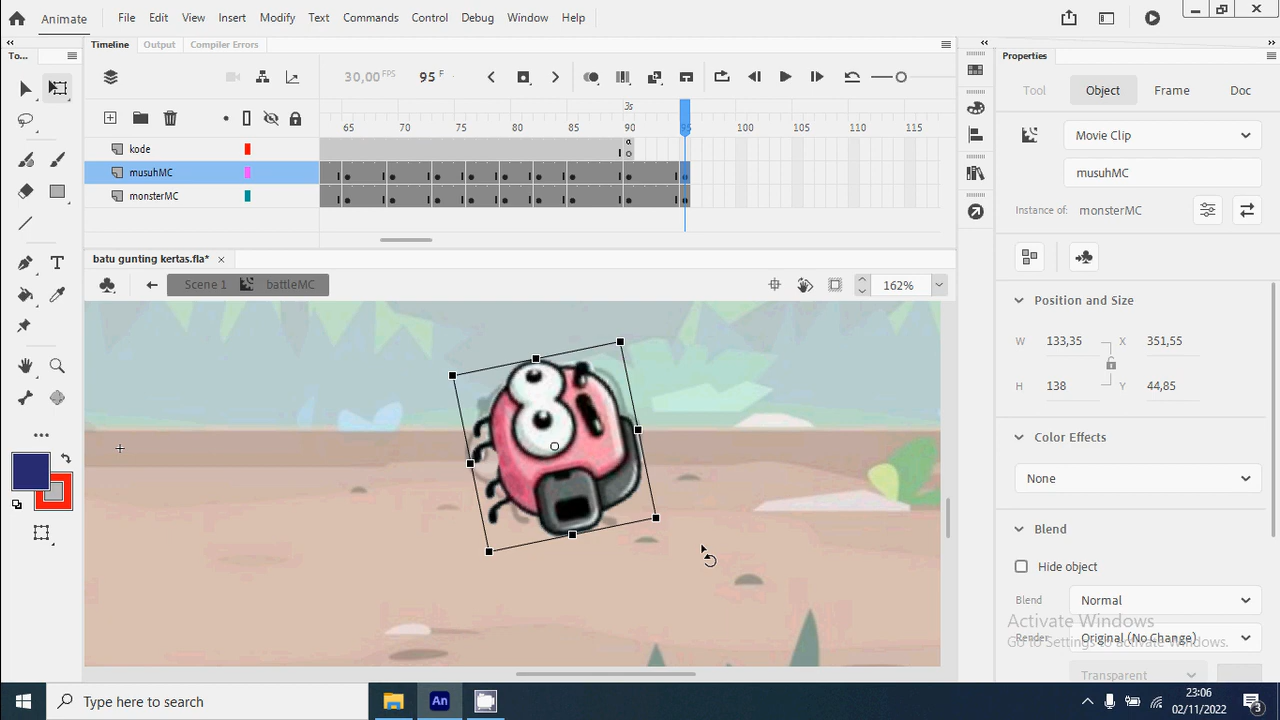 Animate
File Edit View Insert Modify Text Commands Control Debug Window Help
To...
Timeline Output Compiler Errors
Properties
30,00 FPS 95 F
Tool Object Frame Doc
3s
65 70 75 80 85 90 95 100 105 110 115
kode
a
Movie Clip
musuhMC
musuhMC
monsterMC
Instance of: monsterMC
batu gunting kertas.fla*
Scene 1 battleMC
162%
Position and Size
W 133,35 X 351,55
H 138 Y 44,85
Color Effects
None
Blend
Hide object
Blend Normal
Activate Windows
Render Original (No Change)
Go to Settings to activate Windows.
Transparent
Type here to search
An
23:06
02/11/2022
3